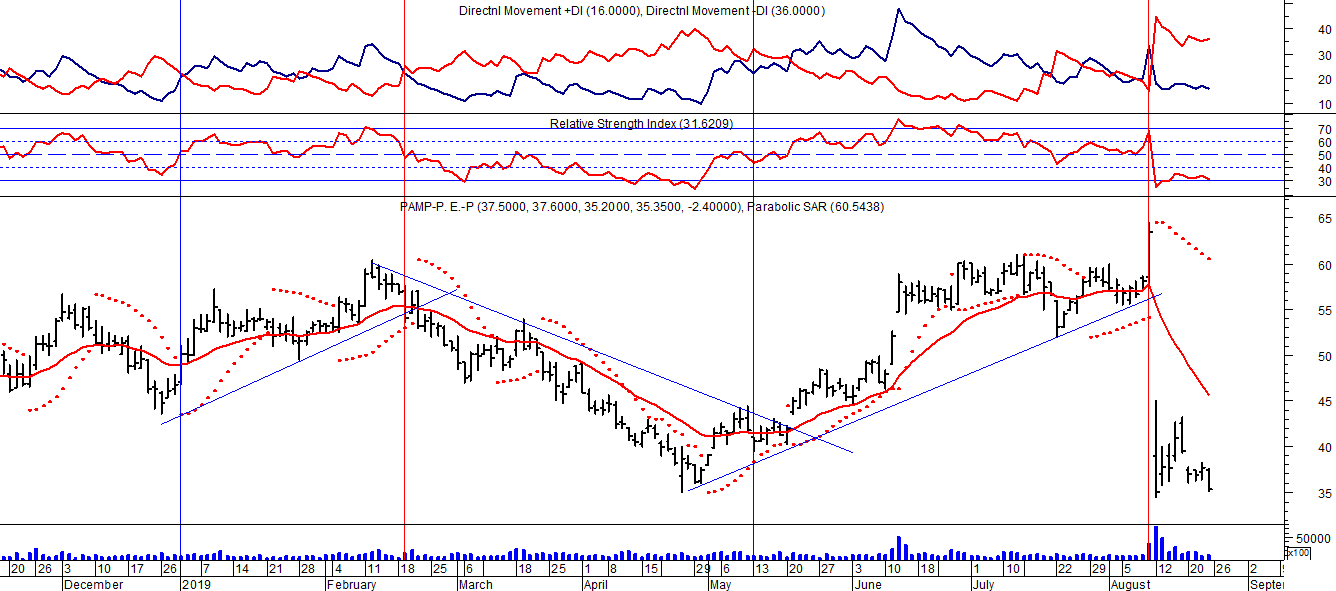 Directnl Movement +DI (16.0000), Directnl Movement -DI (36.0000)
40
30
20
10
Relative Strength Index (31.6209)
70
60
50
40
30
PAMP-P. E.-P (37.5000, 37.6000, 35.2000, 35.3500, -2.40000), Parabolic SAR (60.5438)
65
60
55
50
45
40
35
50000
x100
20 26 3 10 17 26 7 14 21 28 4 11 18 25 6 18 25 8 15 29 6 13 20 27 3 10 18 1 10 22 29 5 12 20 26 2
December 2019 February March April May June July August Septer